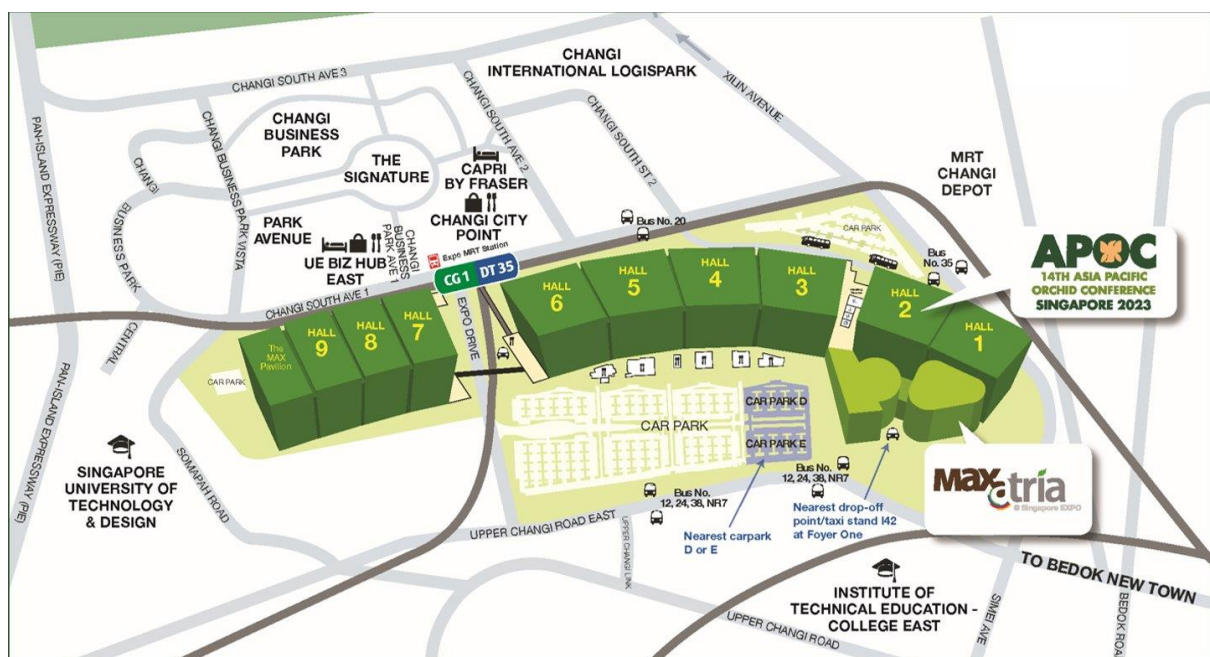 CHANGI
INTERNATIONAL LOGISPARK
XILIN AVENUE
CHANGI SOUTH AVE 3
CHANGI SOUTH AVE 2
CHANGI SOUTH ST 2
PAN-ISLAND EXPRESSWAY (PIE)
CHANGI
BUSINESS PARK
CENTRAL
CHANGI BUSINESS PARK VISTA
CHANGI
BUSINESS
PARK
THE
SIGNATURE
CAPRI
BY FRASER
CHANGI CITY
POINT
PARK
AVENUE
UE BIZ HUB
EAST
CHANGI
BUSINESS
PARK AVE 1
MRT
CHANGI
DEPOT
Bus No. 20
CAR PARK
Bus
No. 35
APOC
14TH ASIA PACIFIC
ORCHID CONFERENCE
SINGAPORE 2023
Expo MRT Station
CG 1 DT 35
CHANGI SOUTH AVE 1
EXPO DRIVE
The
MAX
Pavilion
HALL
9
HALL
8
HALL
7
HALL
6
HALL
5
HALL
4
HALL
3
HALL
2
HALL
1
CAR PARK
CAR PARK
CAR PARK D
CAR PARK E
PAN-ISLAND EXPRESSWAY (PIE)
SINGAPORE
UNIVERSITY OF
TECHNOLOGY
& DESIGN
SOMAPAH ROAD
UPPER CHANGI ROAD EAST
Bus No.
12, 24, 38, NR7
Bus No.
12, 24, 38, NR7
UPPER CHANGI LINK
Nearest carpark
D or E
Nearest drop-off
point/taxi stand I42
at Foyer One
Maxatria
@ Singapore EXPO
INSTITUTE OF
TECHNICAL EDUCATION -
COLLEGE EAST
UPPER CHANGI ROAD
SIMEI AVE
TO BEDOK NEW TOWN
BEDOK ROAD